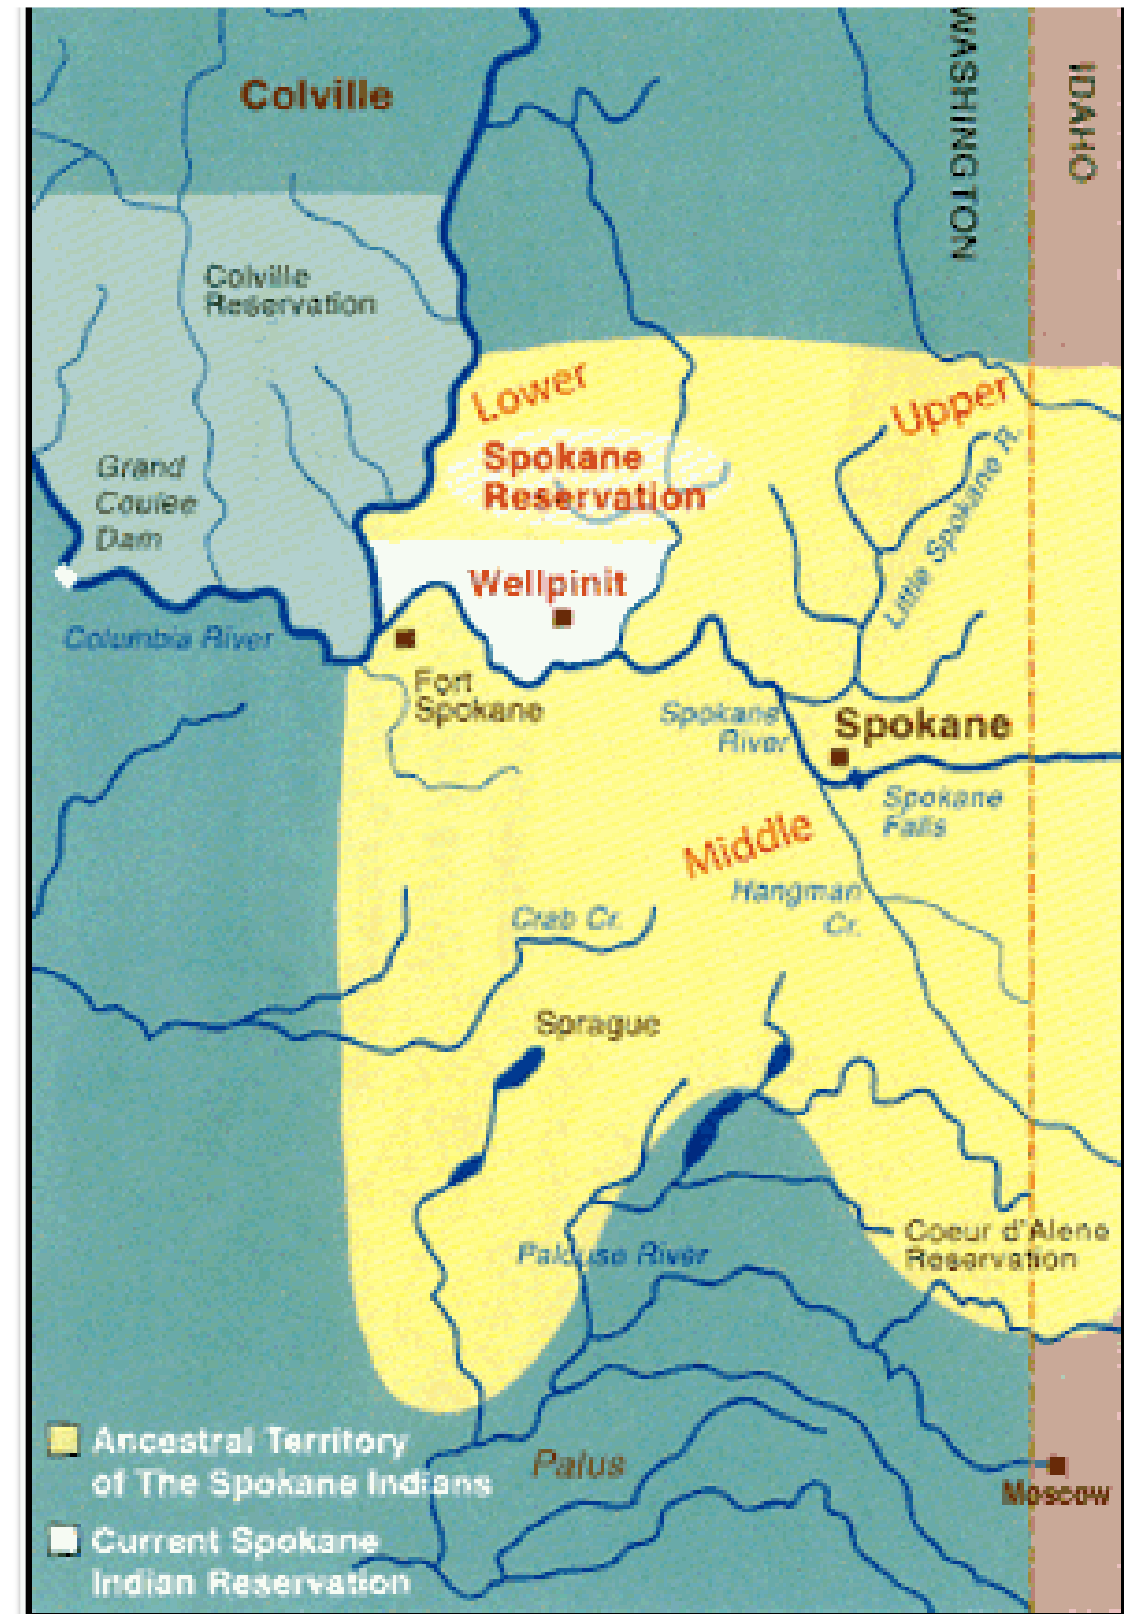 WASHINGTON
IDAHO
Colville
Colville
Reservation
Lower
Upper
Spokane
Reservation
Grand
Coulee
Dam
Little Spokane R.
Wellpinit
Columbia River
Fort
Spokane
Spokane
River
Spokane
Spokane
Falls
Middle
Hangman
Cr.
Crab Cr.
Sprague
Coeur d'Alene
Reservation
Palouse River
Ancestral Territory
of The Spokane Indians
Palus
Moscow
Current Spokane
Indian Reservation